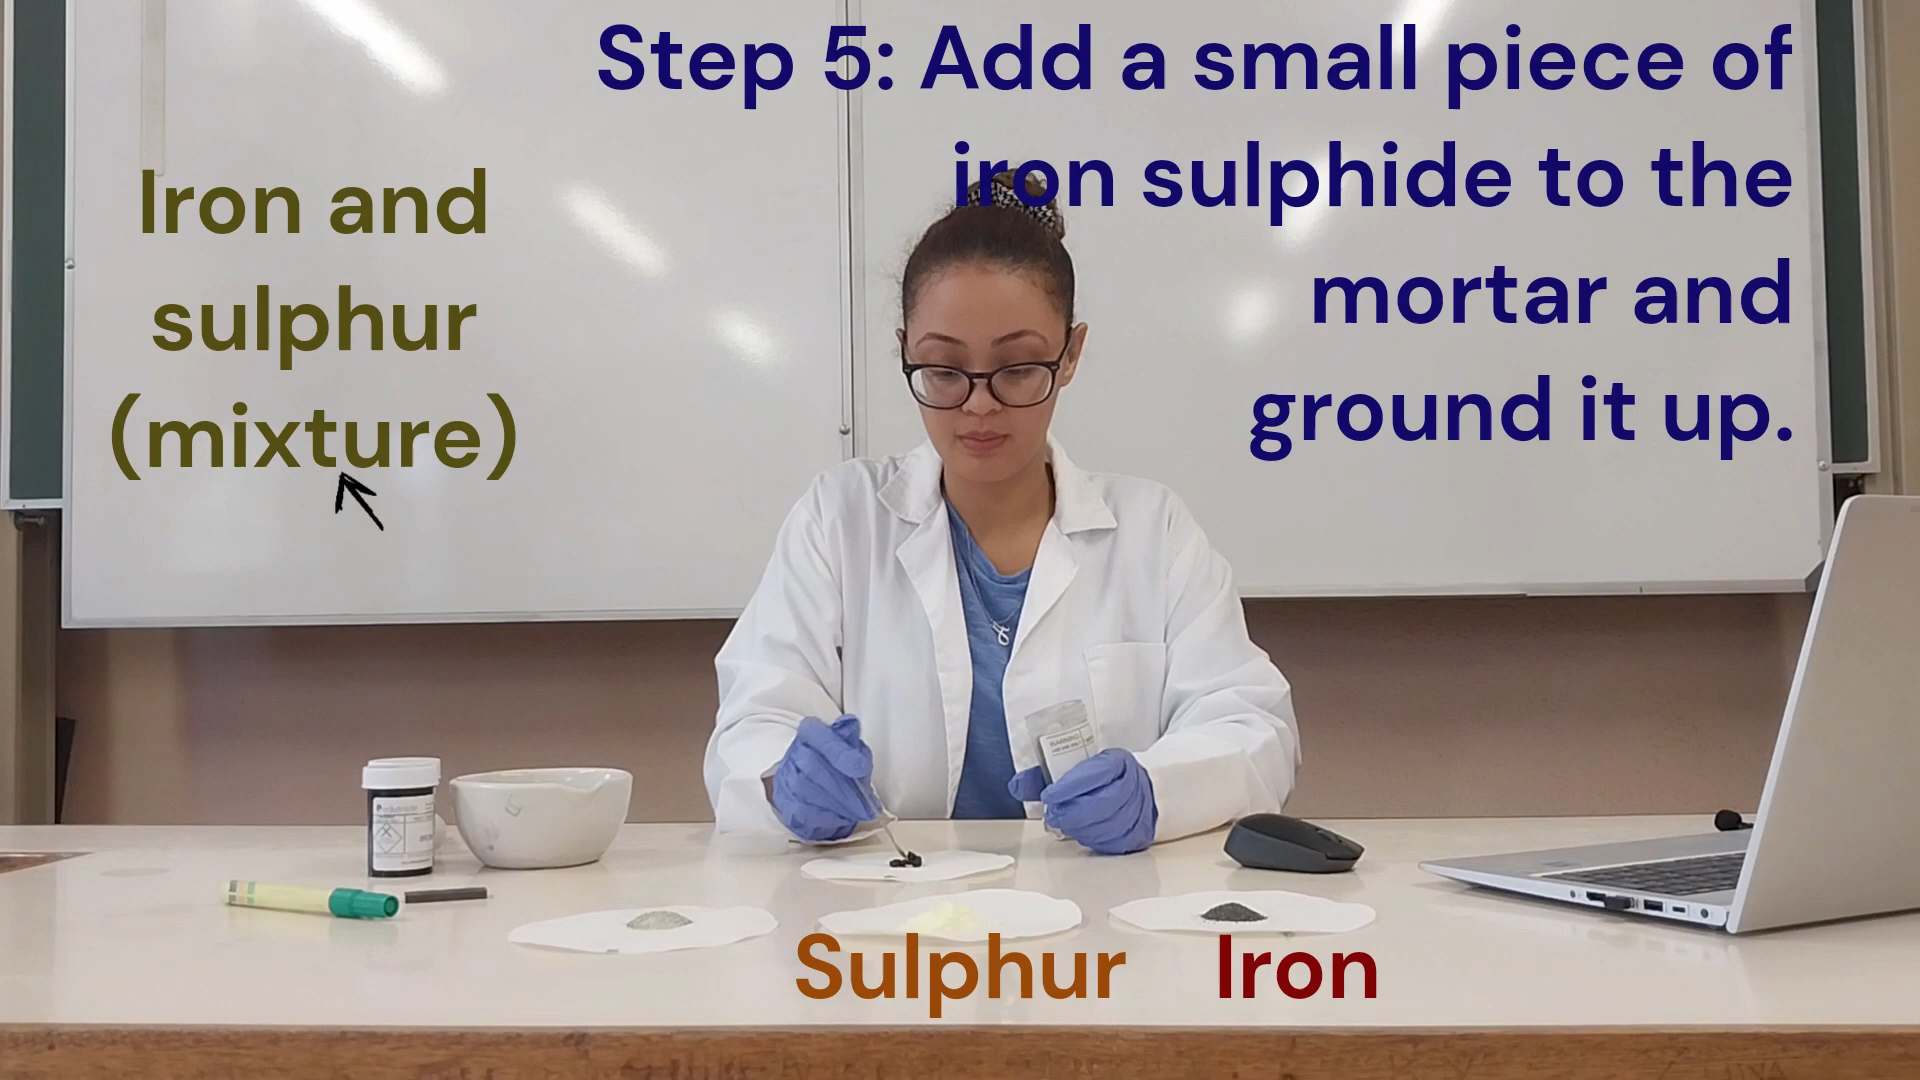 Step 5: Add a small piece of
iron sulphide to the
mortar and
ground it up.
Iron and
sulphur
(mixture)
WARNING
Sulphur Iron